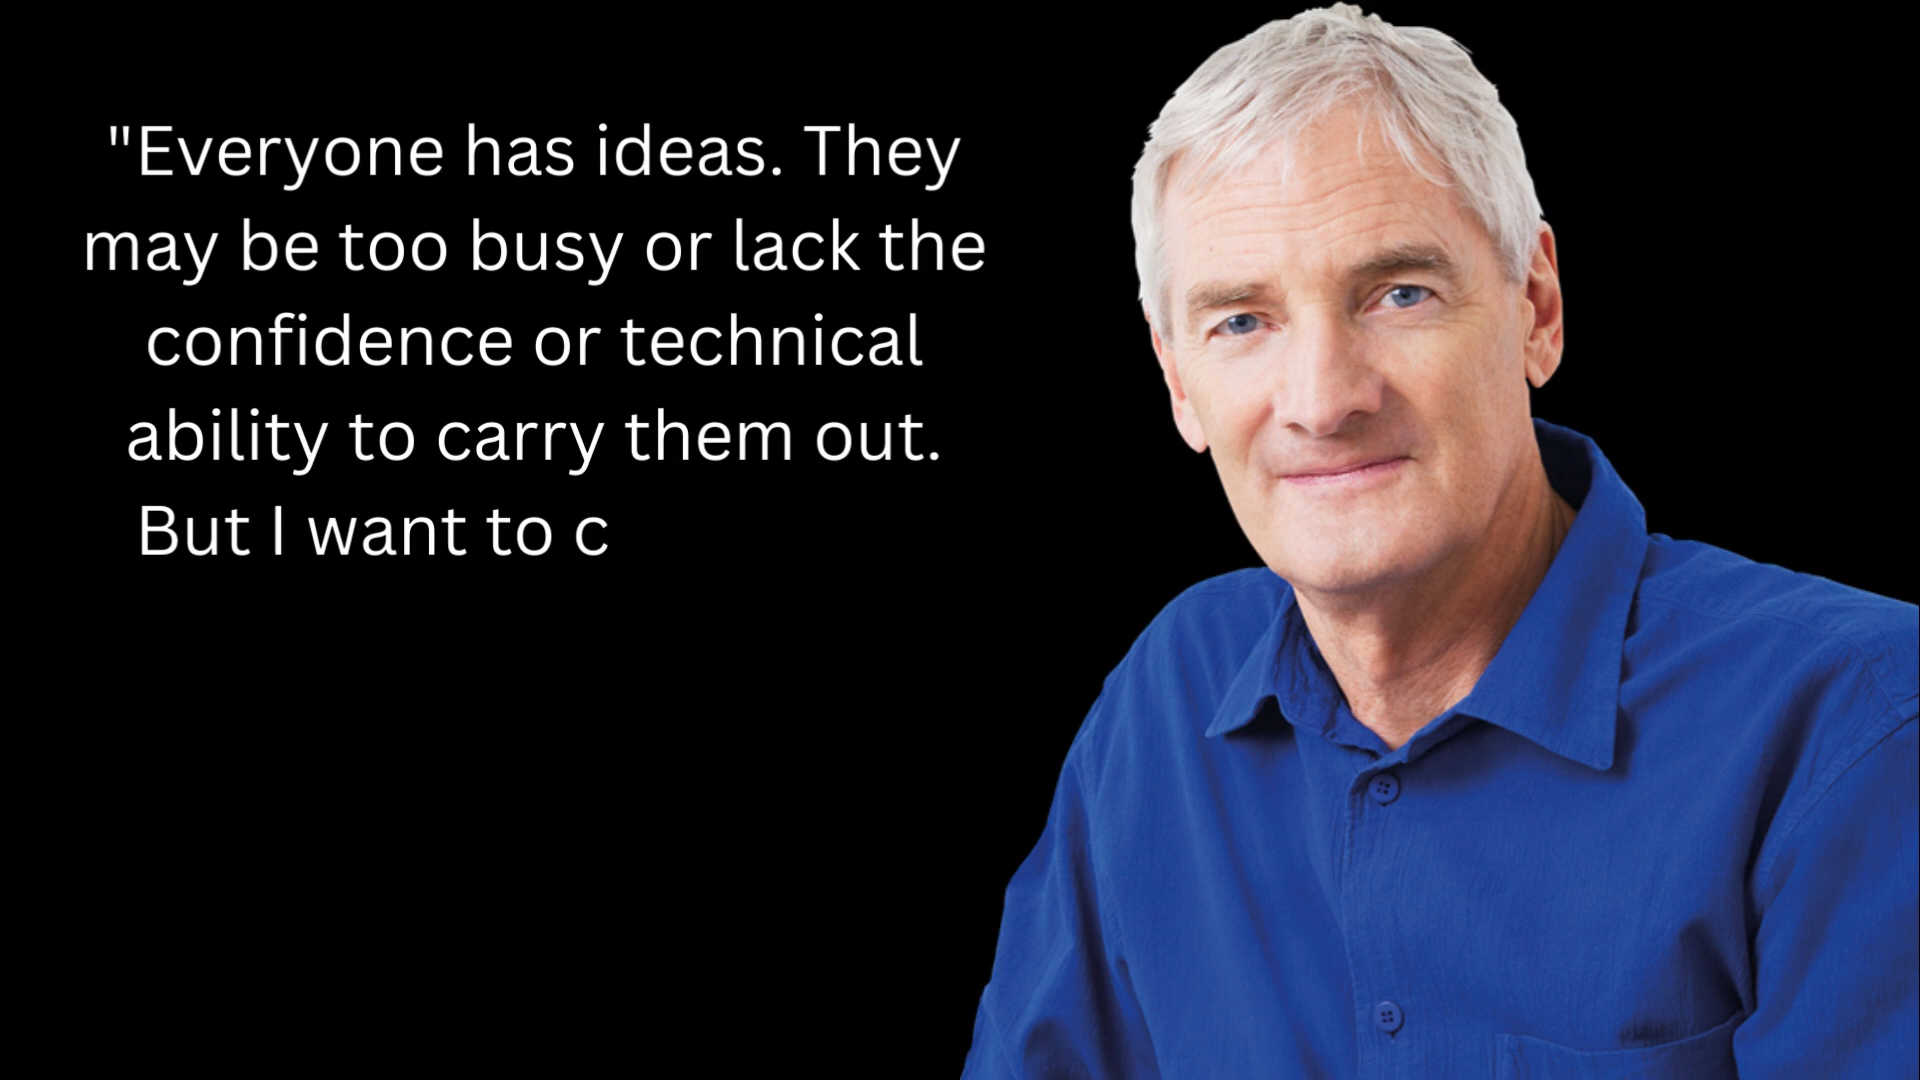 "Everyone has ideas. They
may be too busy or lack the
confidence or technical
ability to carry them out.
But I want to c